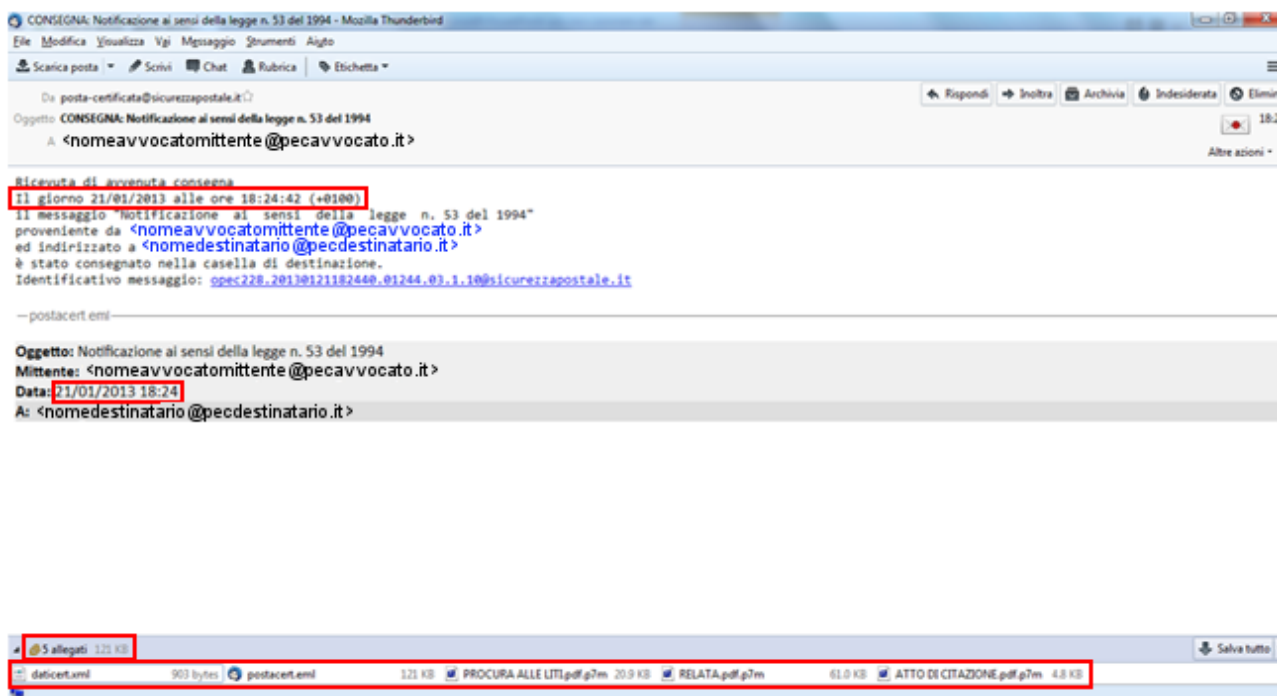 CONSEGNA: Notificazione ai sensi della legge n. 53 del 1994 - Mozilla Thunderbird
File Modifica Visualizza Vai Messaggio Strumenti Aiuto
Scarica posta Scrivi Chat Rubrica Etichetta
Da posta-certificata@sicurezzapostale.it Rispondi Inoltra Archivia Indesiderata Elimin
Oggetto CONSEGNA: Notificazione ai sensi della legge n. 53 del 1994 18:2
A <nomeavvocatomittente@pecavvocato.it>
Altre azioni
Ricevuta di avvenuta consegna
Il giorno 21/01/2013 alle ore 18:24:42 (+0100)
il messaggio "Notificazione ai sensi della legge n. 53 del 1994"
proveniente da <nomeavvocatomittente@pecavvocato.it>
ed indirizzato a <nomedestinatario@pecdestinatario.it>
è stato consegnato nella casella di destinazione.
Identificativo messaggio: opec228.20130121182440.01244.03.1.10@sicurezzapostale.it
postacert.eml
Oggetto: Notificazione ai sensi della legge n. 53 del 1994
Mittente: <nomeavvocatomittente@pecavvocato.it>
Data: 21/01/2013 18:24
A: <nomedestinatario@pecdestinatario.it>
5 allegati 121 KB Salva tutto
daticert.xml 903 bytes postacert.eml 121 KB PROCURA ALLE LITI.pdf.p7m 20.9 KB RELATA.pdf.p7m 61.0 KB ATTO DI CITAZIONE.pdf.p7m 4.8 KB